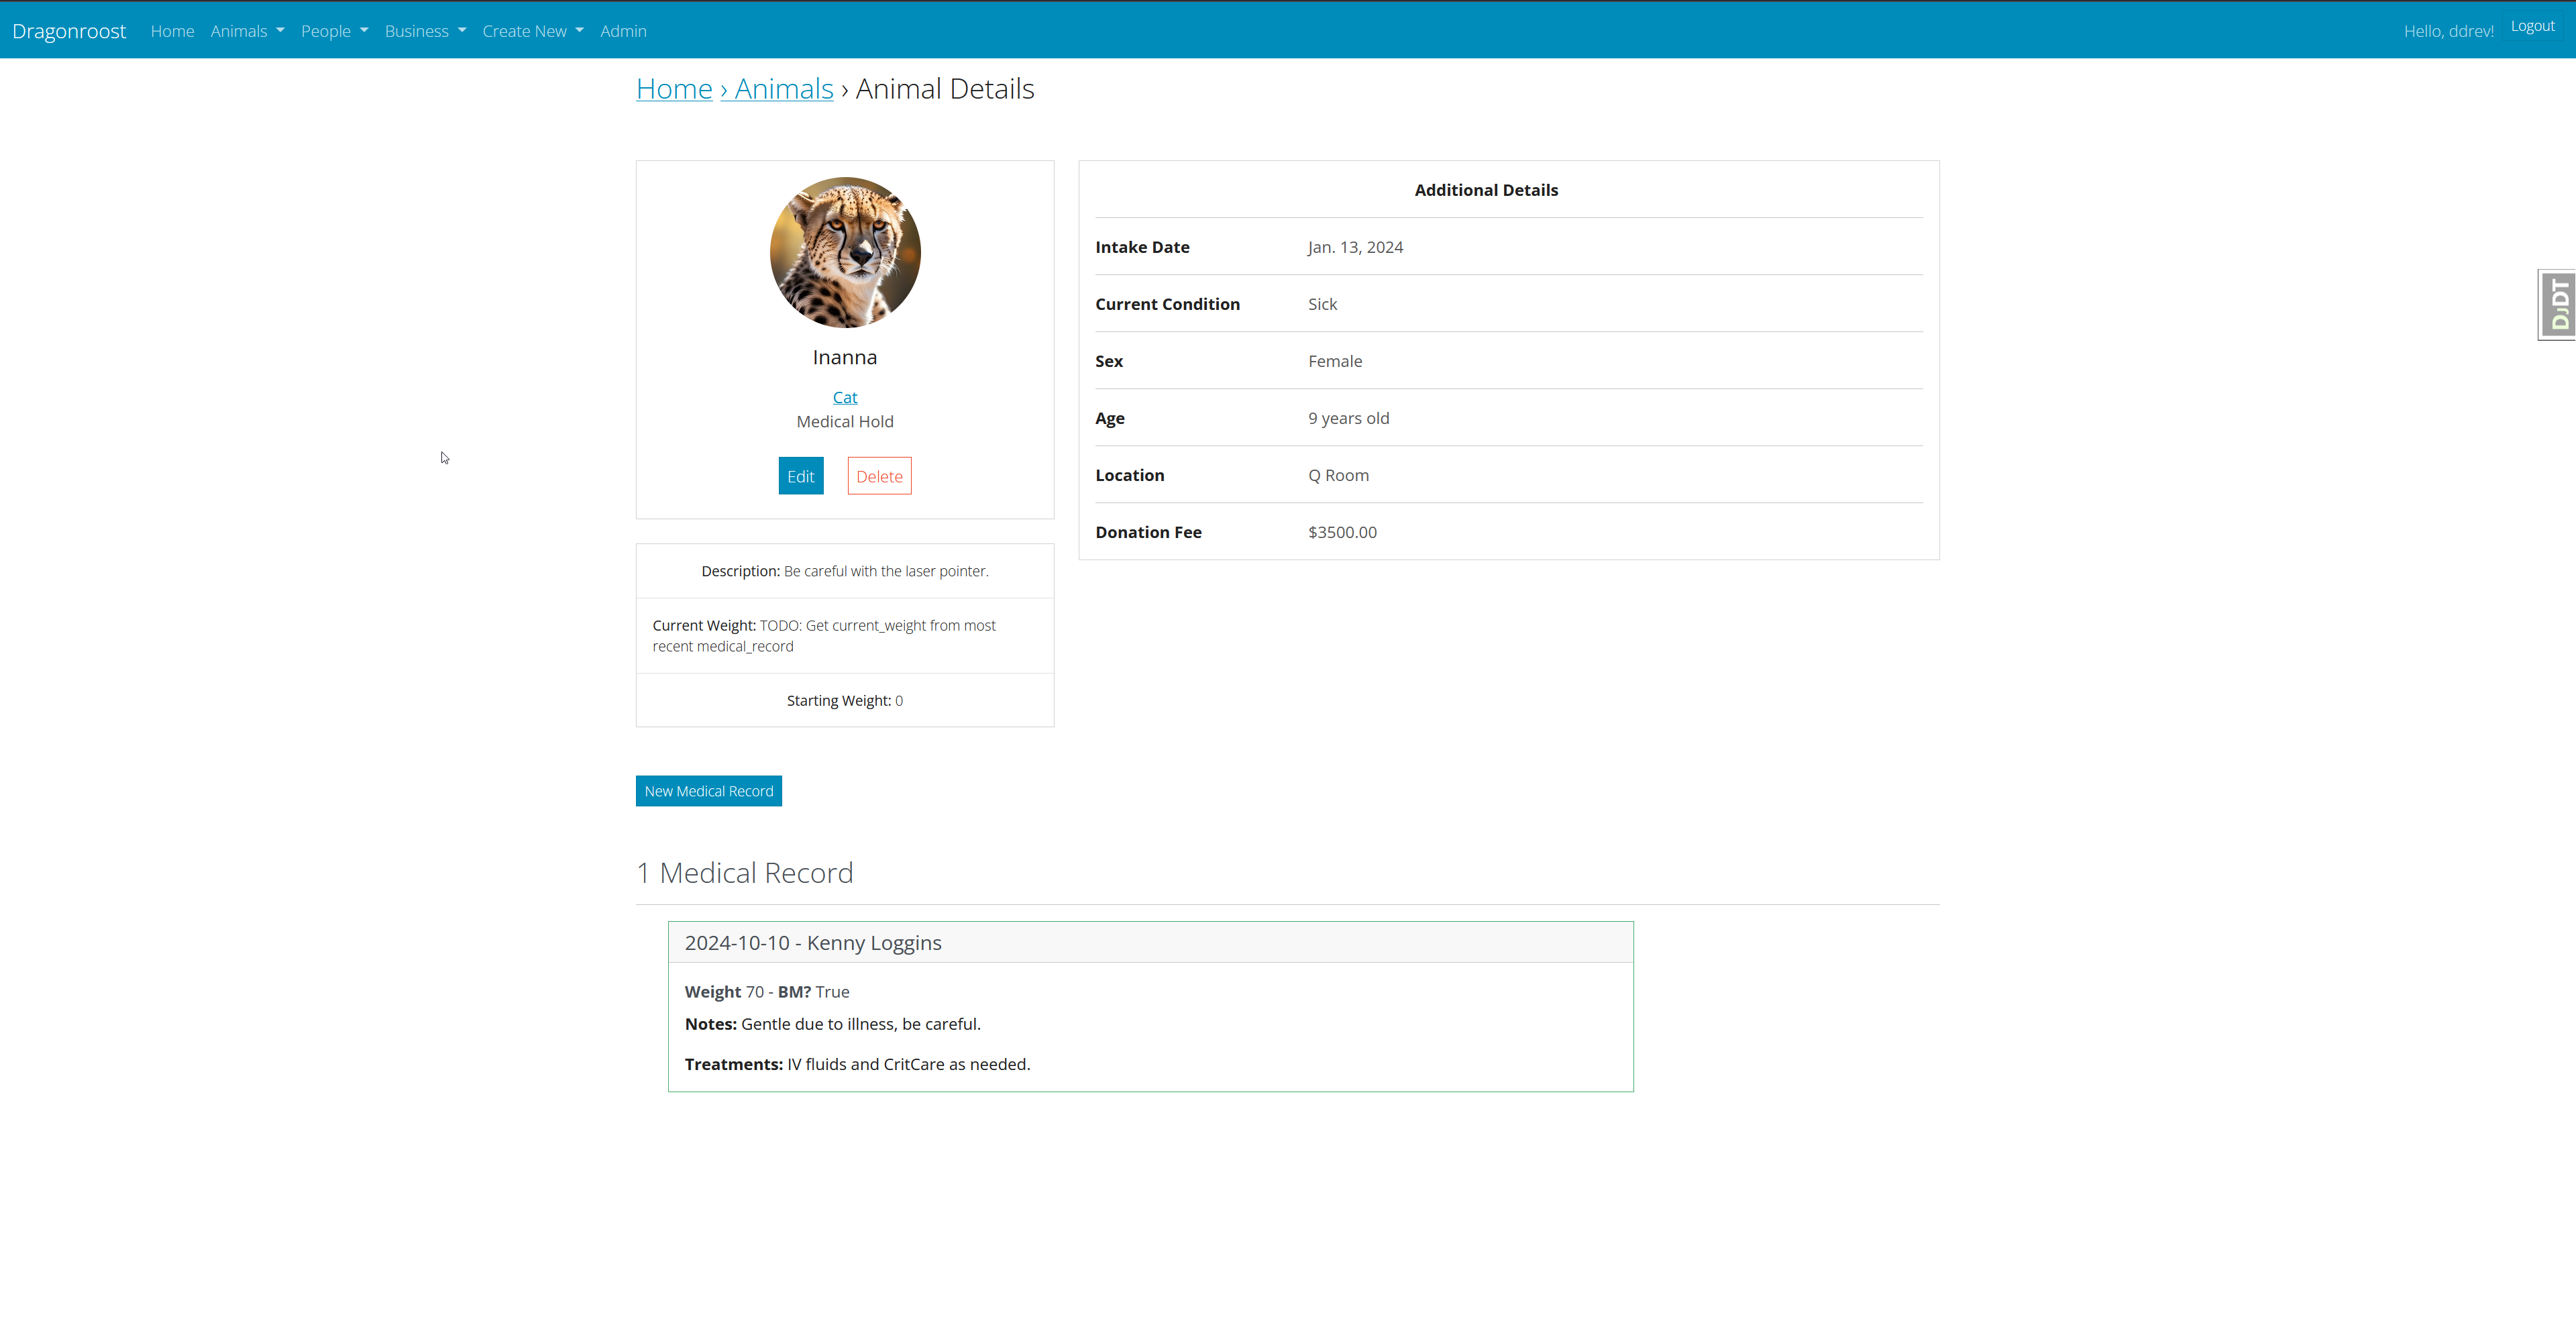 Dragonroost Home Animals People Business Create New Admin Hello, ddrev! Logout
Home › Animals › Animal Details
Inanna
Cat
Medical Hold
Edit Delete
Description: Be careful with the laser pointer.
Current Weight: TODO: Get current_weight from most
recent medical_record
Starting Weight: 0
Additional Details
Intake Date Jan. 13, 2024
Current Condition Sick
Sex Female
Age 9 years old
Location Q Room
Donation Fee $3500.00
DJDT
New Medical Record
1 Medical Record
2024-10-10 - Kenny Loggins
Weight 70 - BM? True
Notes: Gentle due to illness, be careful.
Treatments: IV fluids and CritCare as needed.